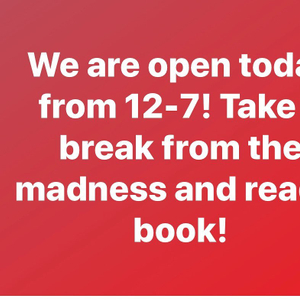 We are open toda
from 12-7! Take
break from the
madness and rea
book!